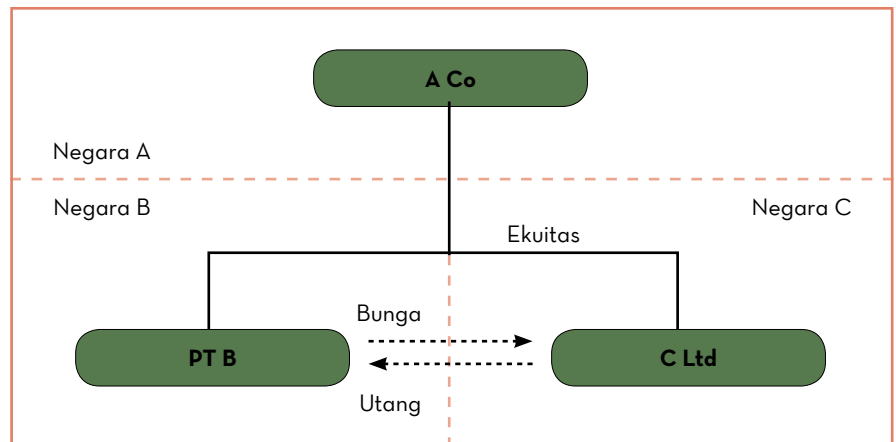 A Co
Negara A
Negara B
Negara C
Ekuitas
Bunga
PT B
C Ltd
Utang